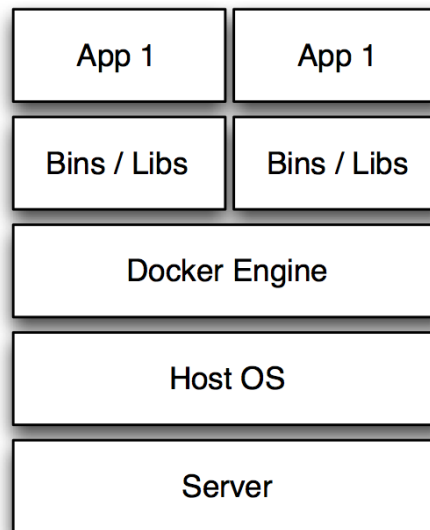 App 1 App 1
Bins / Libs Bins / Libs
Docker Engine
Host OS
Server